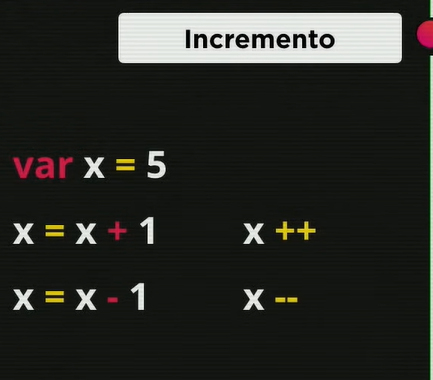 Incremento
var x = 5
x = x + 1 x ++
x = x - 1 x --